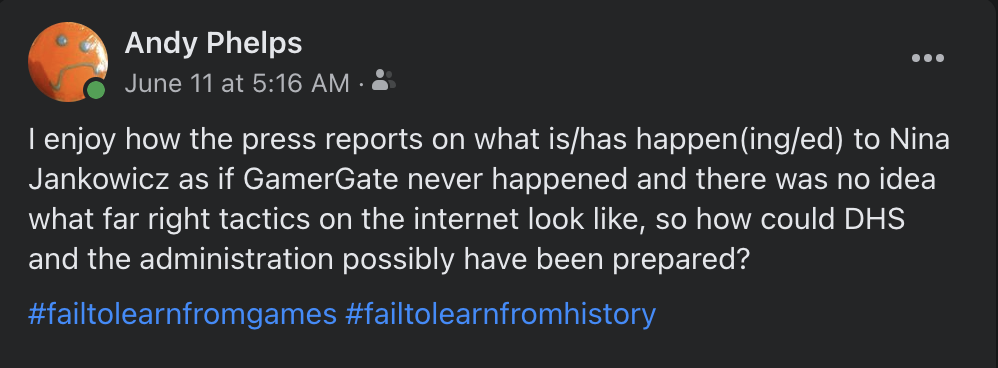 Andy Phelps
June 11 at 5:16 AM ·
I enjoy how the press reports on what is/has happen(ing/ed) to Nina
Jankowicz as if GamerGate never happened and there was no idea
what far right tactics on the internet look like, so how could DHS
and the administration possibly have been prepared?
#failtolearnfromgames #failtolearnfromhistory